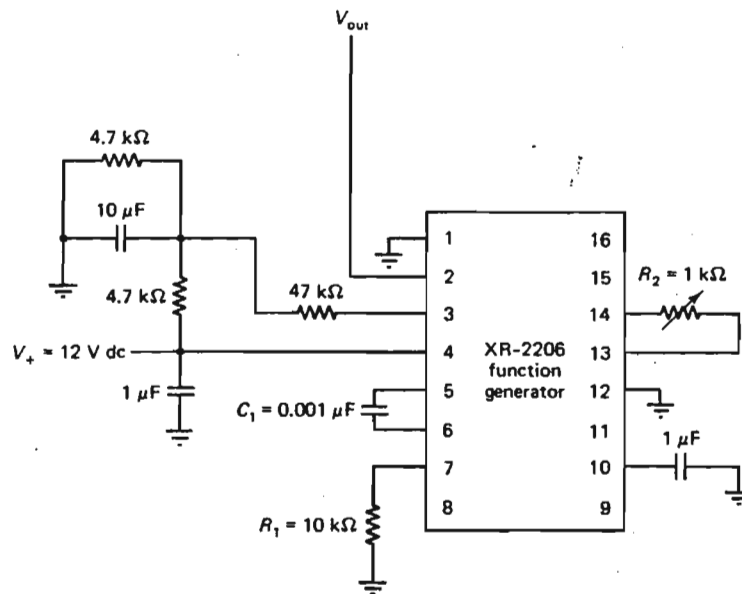 V_out
4.7 kΩ
10 μF
4.7 kΩ
47 kΩ
V_+ = 12 V dc
1 μF
C_1 = 0.001 μF
R_1 = 10 kΩ
1
2
3
4
5
6
7
8
XR-2206
function
generator
16
15
14
13
12
11
10
9
R_2 = 1 kΩ
1 μF